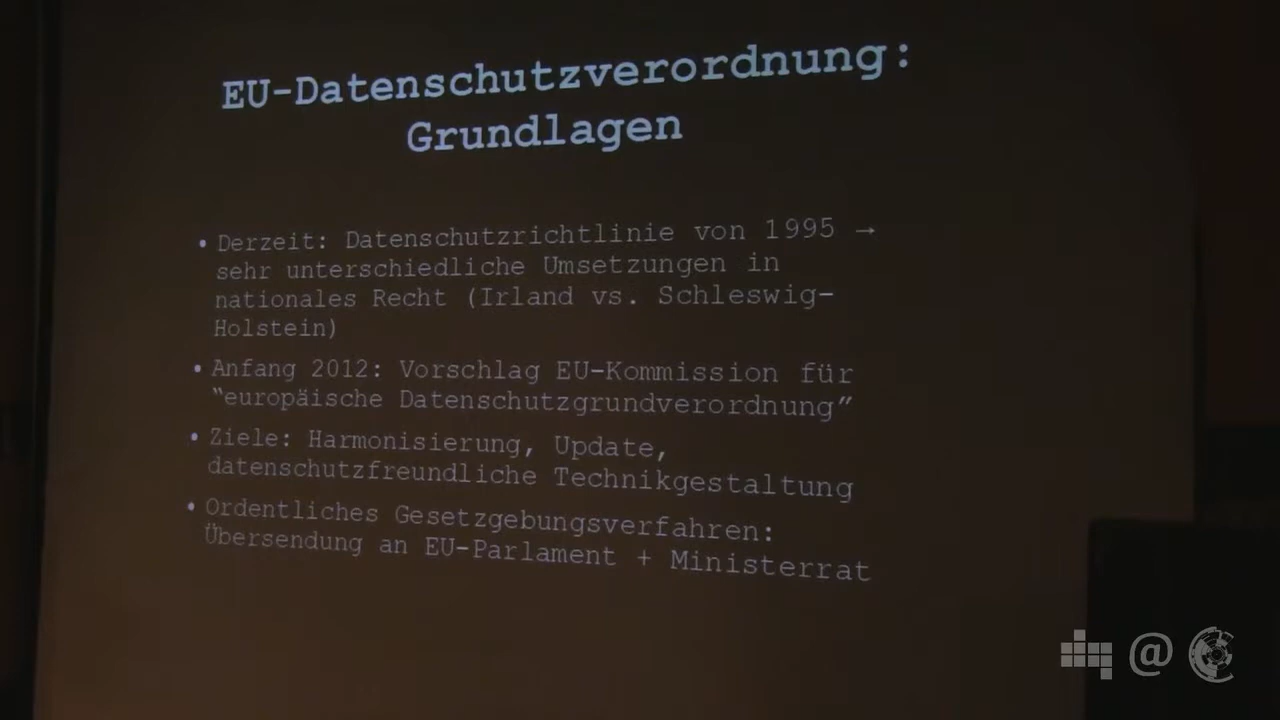 EU-Datenschutzverordnung:
Grundlagen
• Derzeit: Datenschutzrichtlinie von 1995 →
sehr unterschiedliche Umsetzungen in
nationales Recht (Irland vs. Schleswig-
Holstein)
• Anfang 2012: Vorschlag EU-Kommission für
“europäische Datenschutzgrundverordnung”
• Ziele: Harmonisierung, Update,
datenschutzfreundliche Technikgestaltung
• Ordentliches Gesetzgebungsverfahren:
Übersendung an EU-Parlament + Ministerrat
@